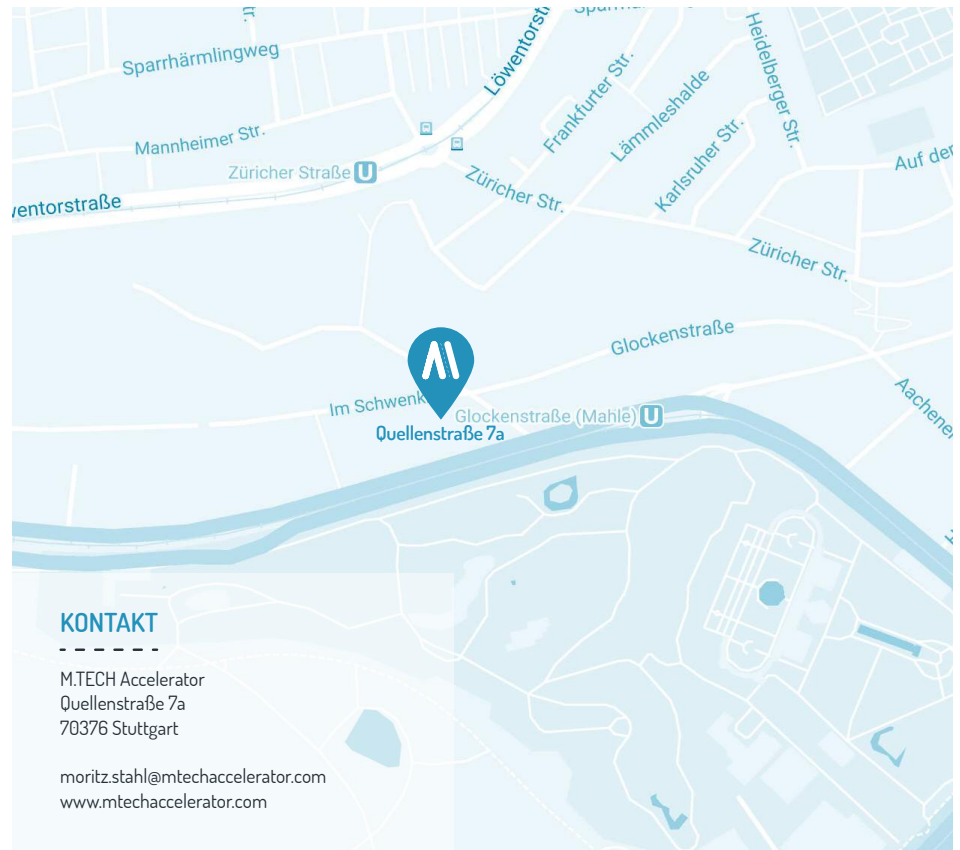 Sparrhärmlingweg
Löwentorstr
Frankfurter Str.
Lämmleshalde
Heidelberger Str.
Mannheimer Str.
Züricher Straße U
Züricher Str.
Karlsruher Str.
Auf der
wentorstraße
Züricher Str.
Glockenstraße
Im Schwenk
Glockenstraße (Mahle) U
Aachener
Quellenstraße 7a
KONTAKT
M.TECH Accelerator
Quellenstraße 7a
70376 Stuttgart
moritz.stahl@mtechaccelerator.com
www.mtechaccelerator.com